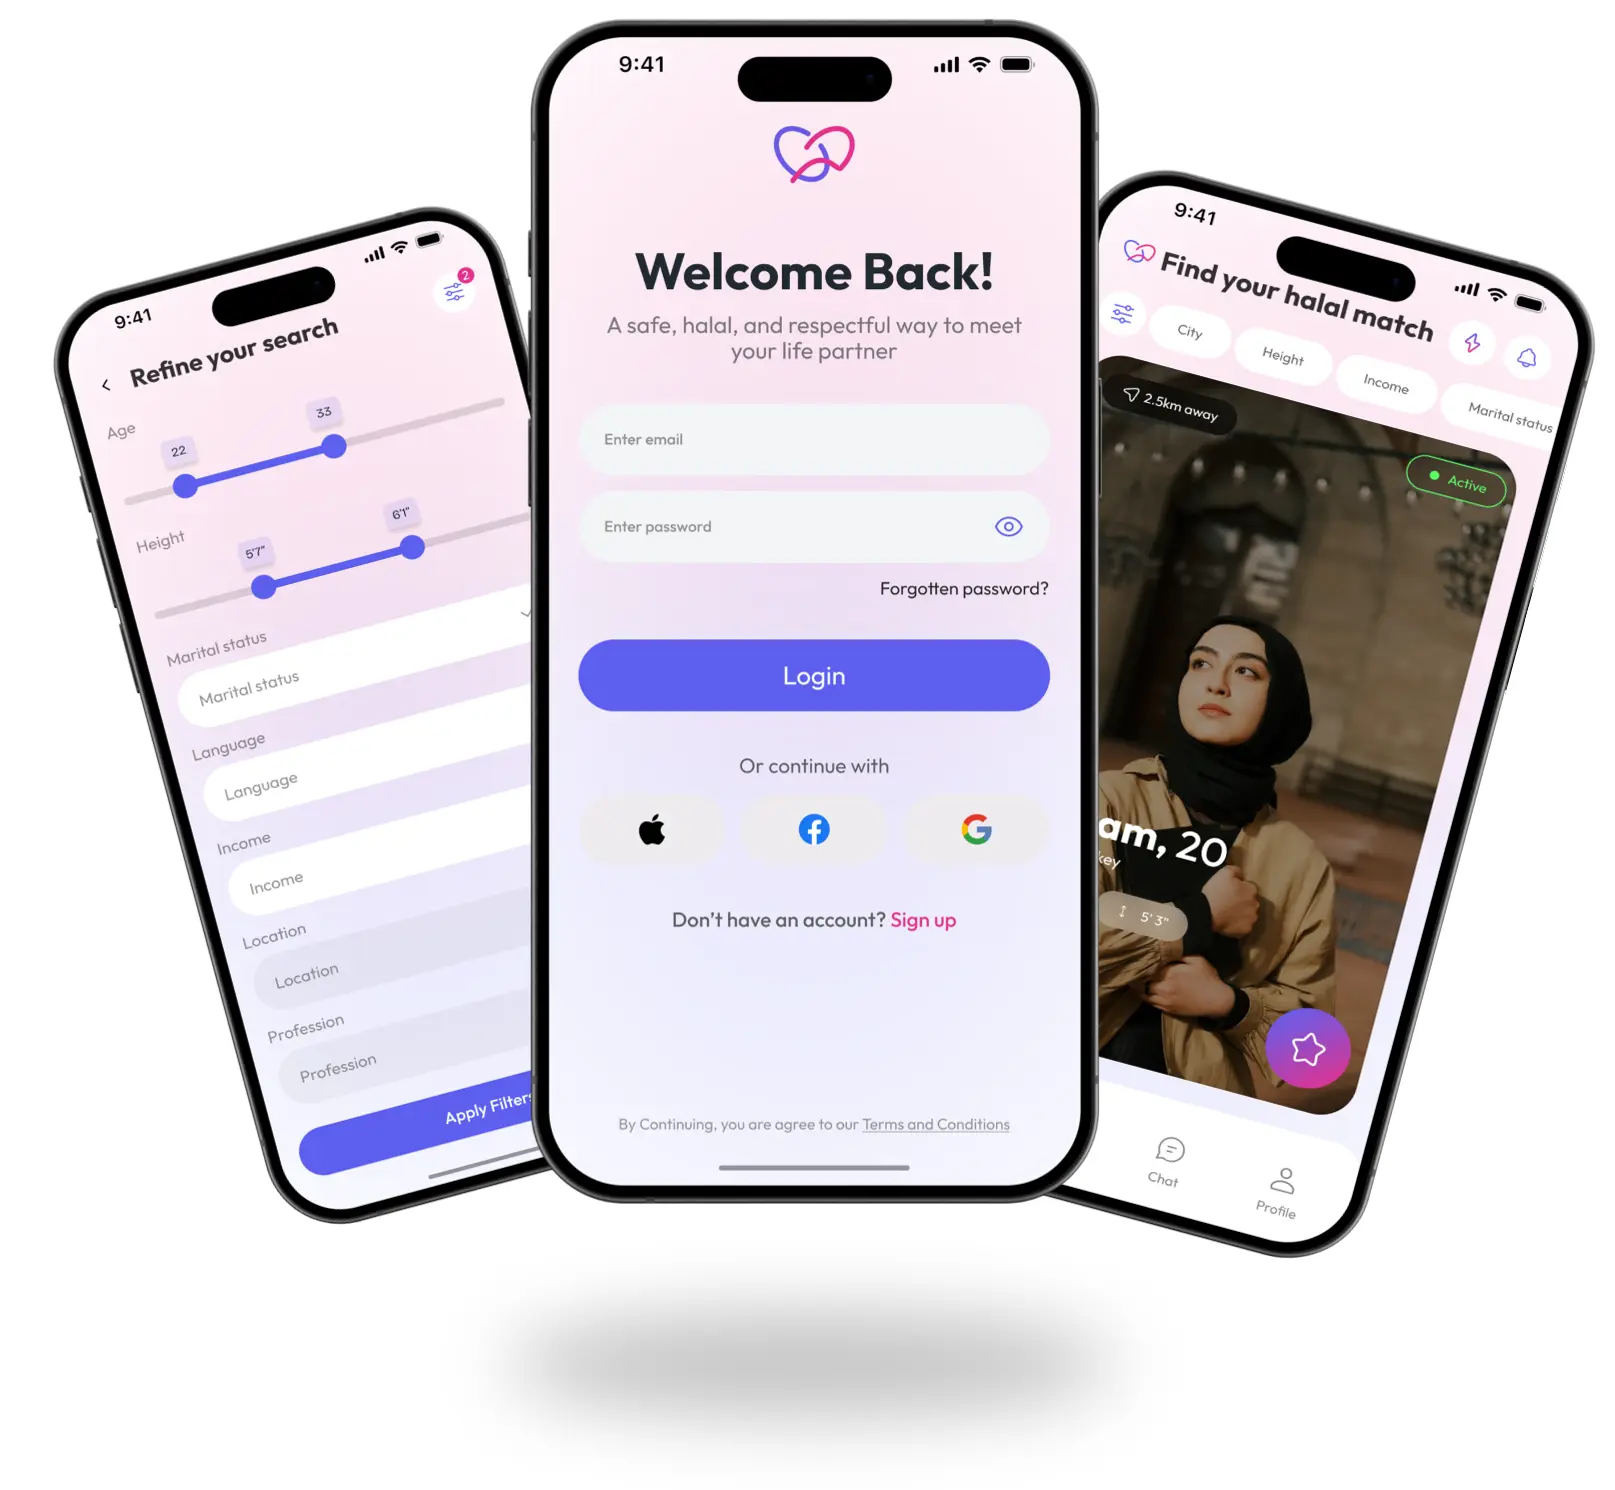 9:41
Refine your search
2
Age
22
33
Height
5'7"
6'1"
Marital status
Marital status
Language
Language
Income
Income
Location
Location
Profession
Profession
Apply Filters
9:41
Welcome Back!
A safe, halal, and respectful way to meet
your life partner
Enter email
Enter password
Forgotten password?
Login
Or continue with
Don't have an account? Sign up
By Continuing, you are agree to our Terms and Conditions
9:41
Find your halal match
City
Height
Income
Marital status
2.5km away
Active
am, 20
key
5' 3"
Chat
Profile